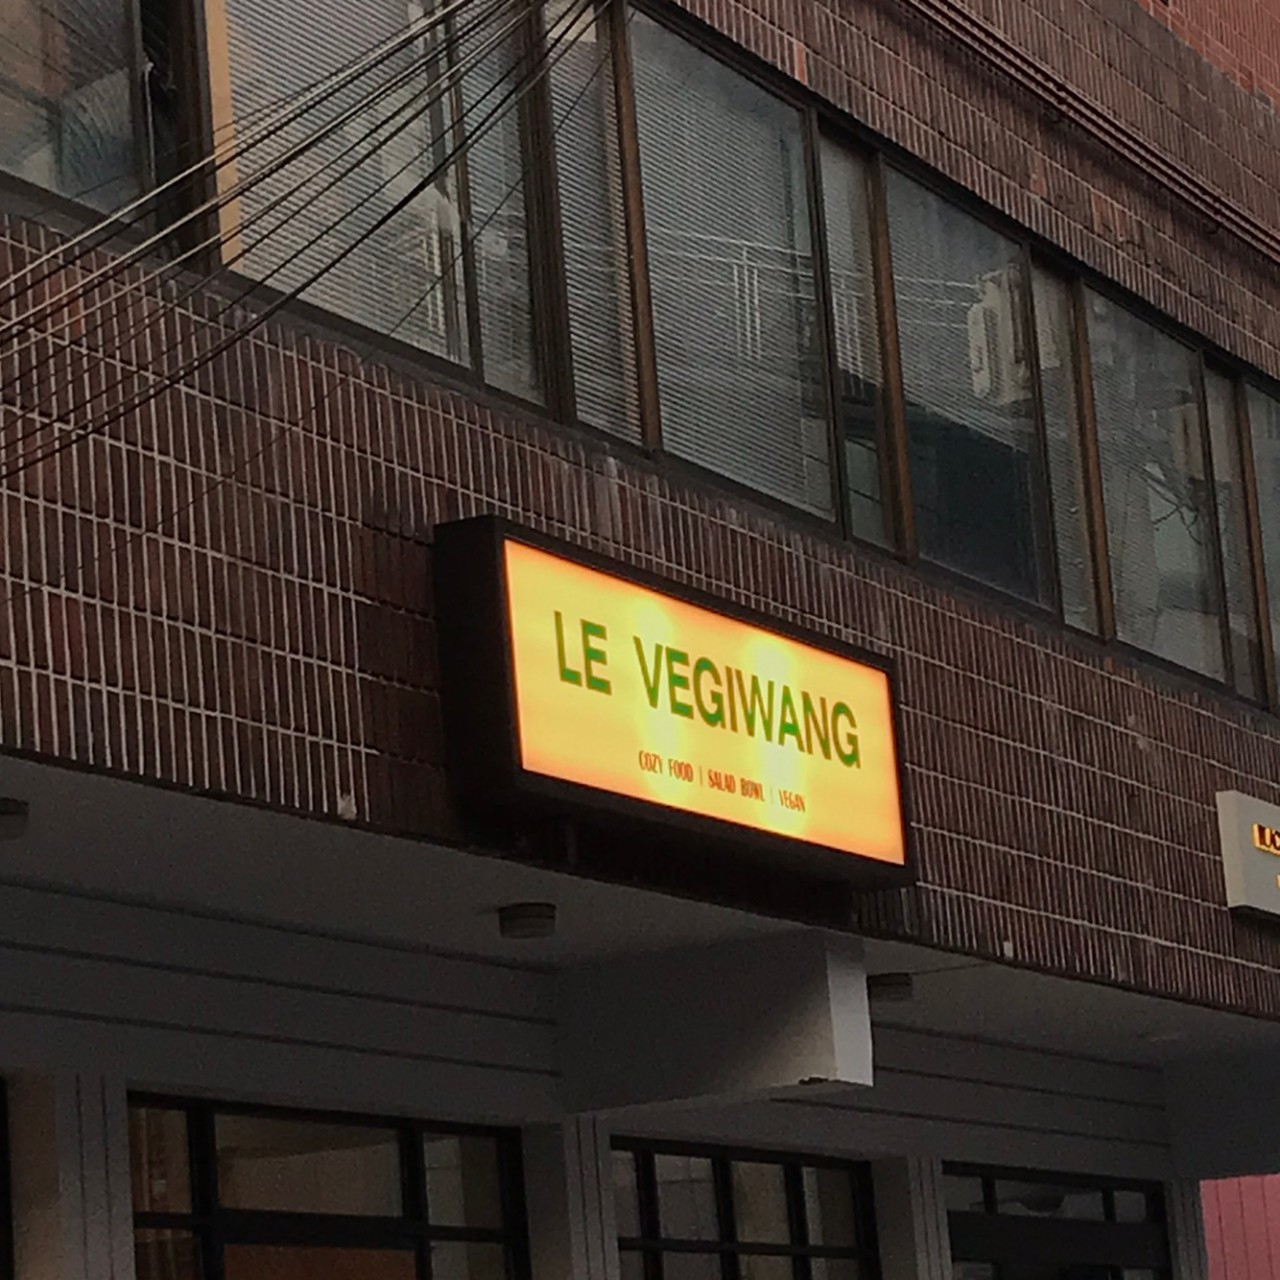 LE VEGIWANG
COZY FOOD | SALAD BOWL | VEGAN